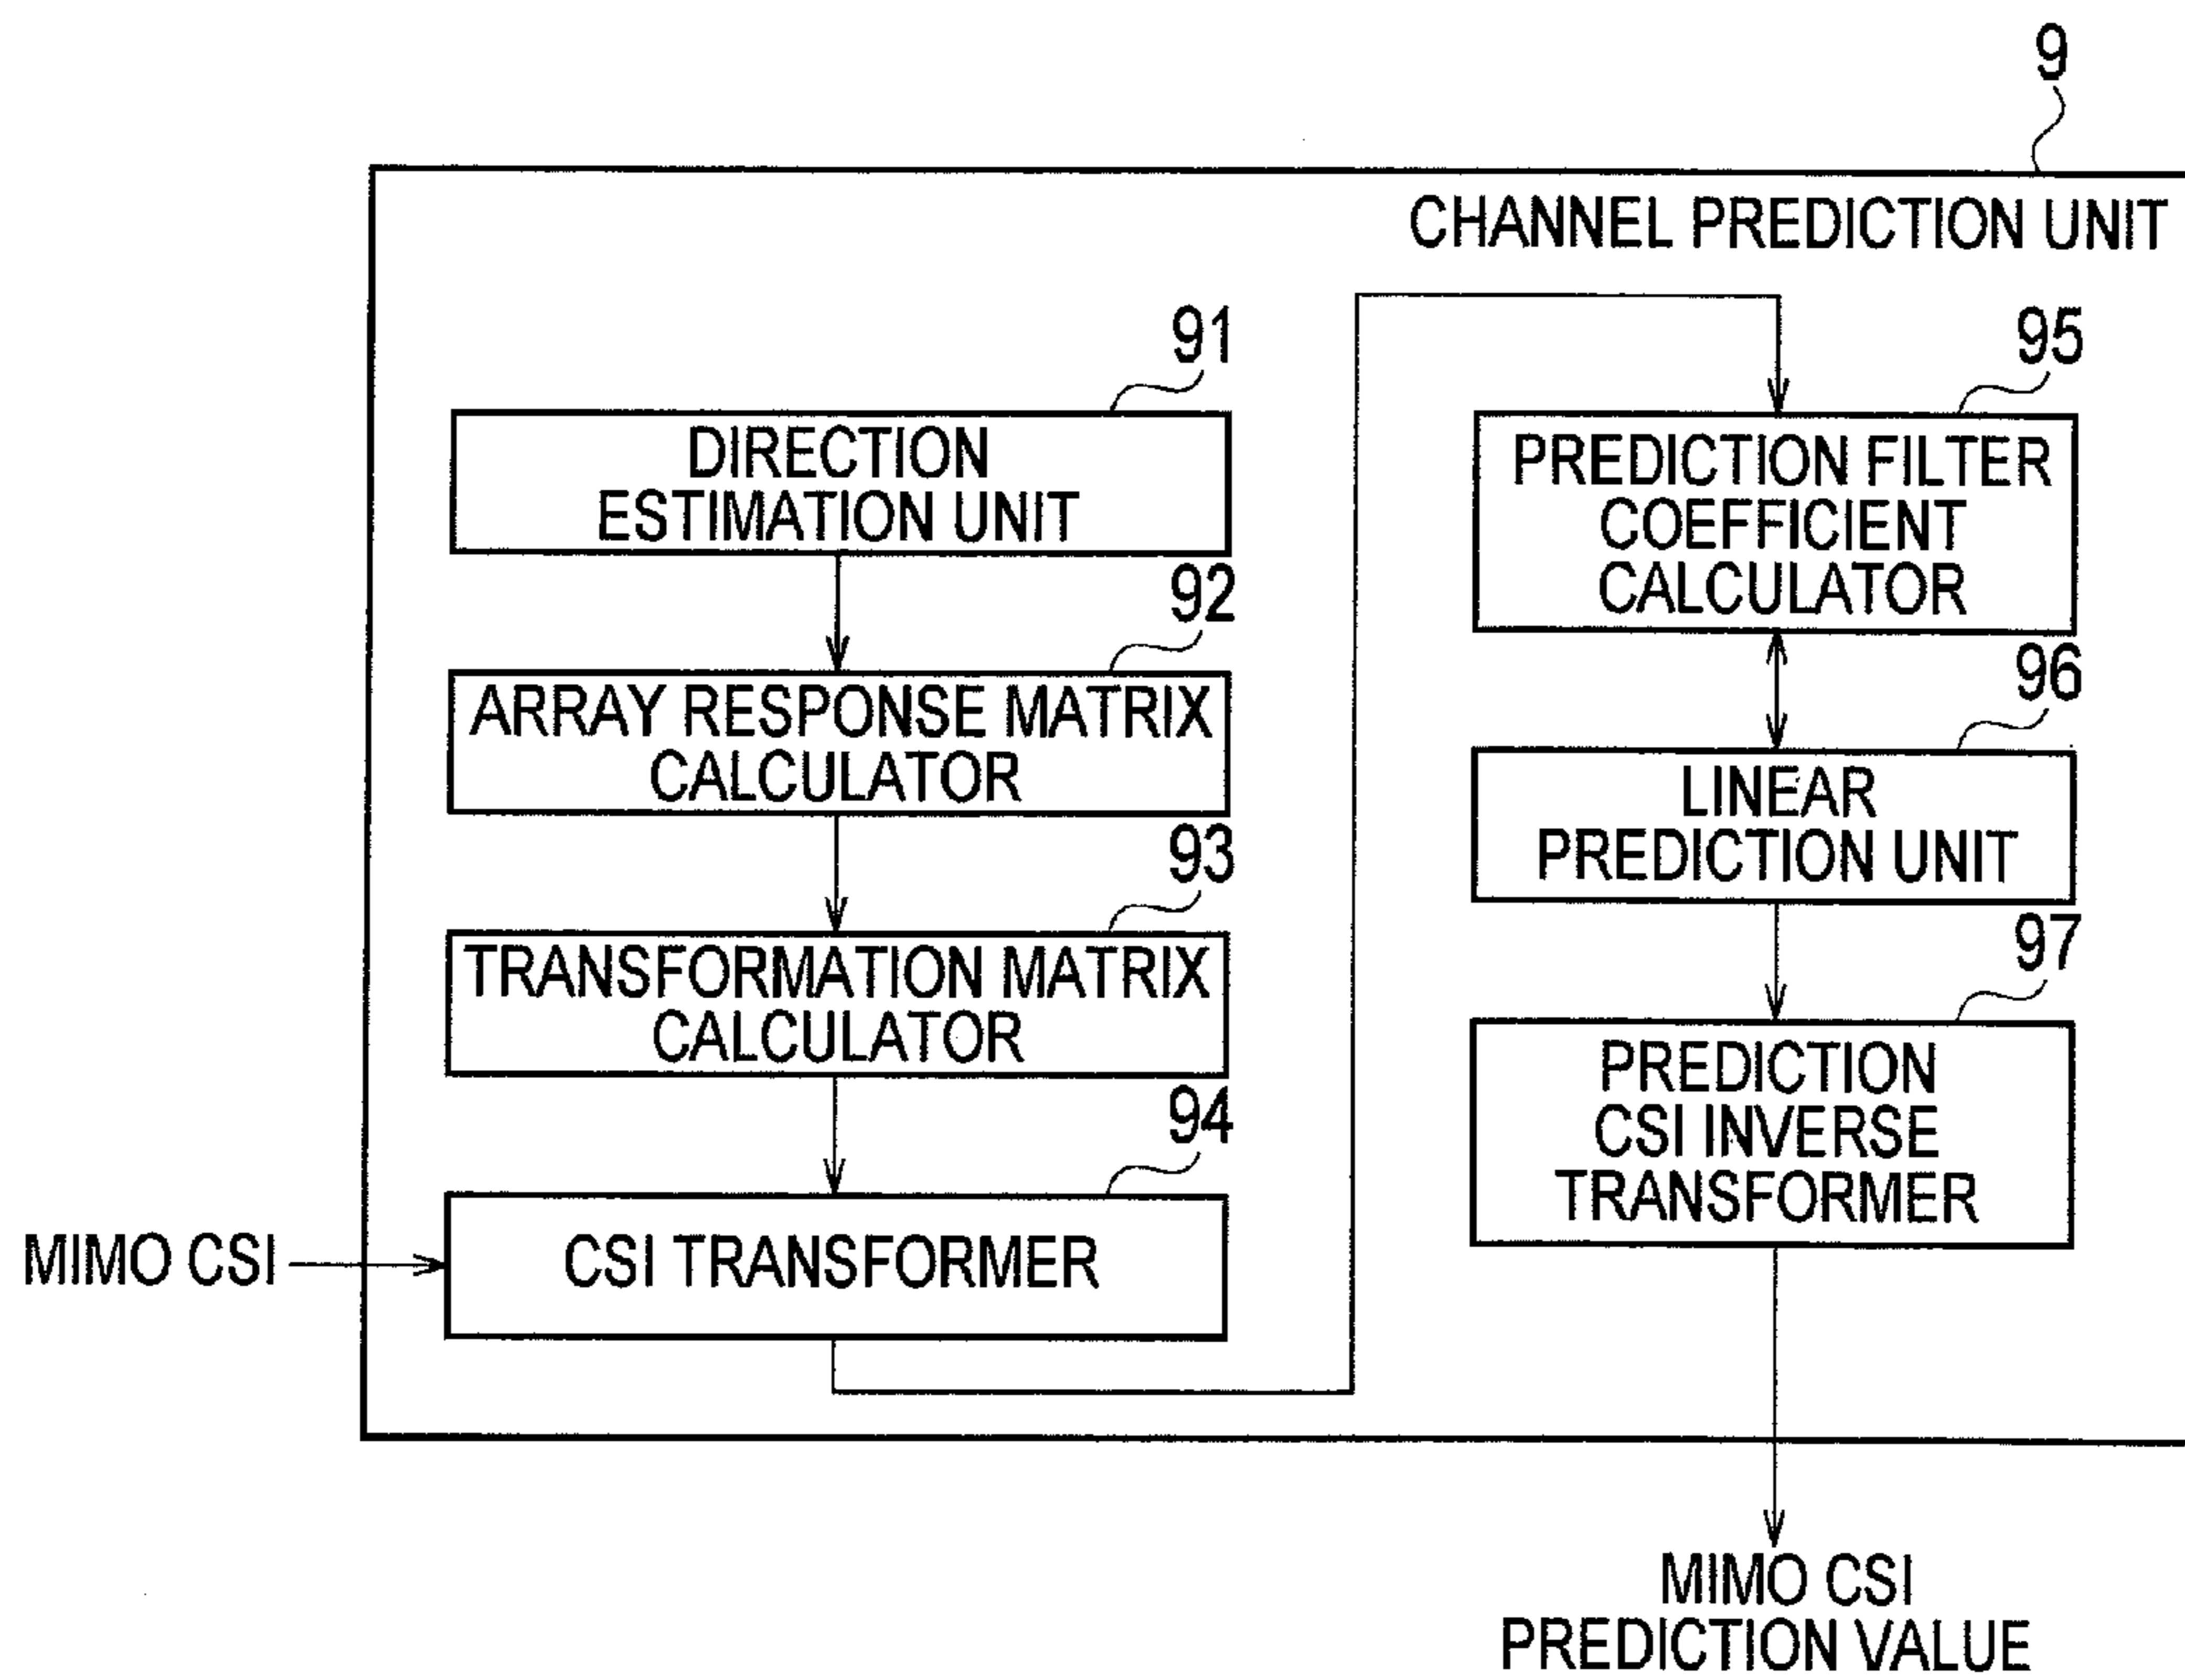 9
CHANNEL PREDICTION UNIT
91
DIRECTION
ESTIMATION UNIT
92
ARRAY RESPONSE MATRIX
CALCULATOR
93
TRANSFORMATION MATRIX
CALCULATOR
94
MIMO CSI
CSI TRANSFORMER
95
PREDICTION FILTER
COEFFICIENT
CALCULATOR
96
LINEAR
PREDICTION UNIT
97
PREDICTION
CSI INVERSE
TRANSFORMER
MIMO CSI
PREDICTION VALUE